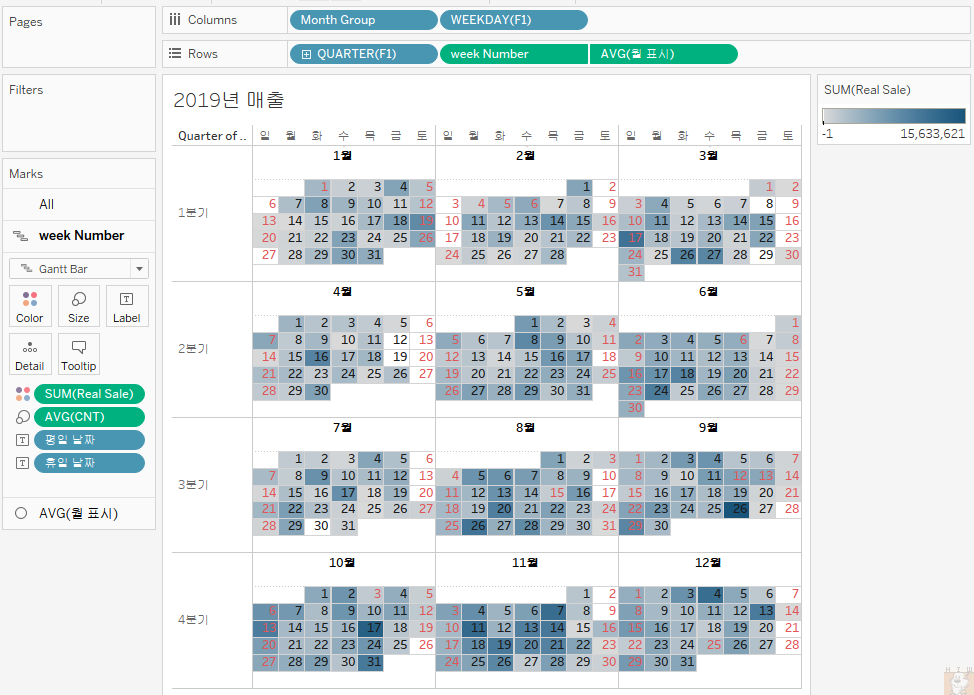 Pages
Columns
Month Group
WEEKDAY(F1)
Rows
QUARTER(F1)
week Number
AVG(월 표시)
Filters
Marks
All
week Number
Gantt Bar
Color Size Label
Detail Tooltip
SUM(Real Sale)
AVG(CNT)
평일 날짜
휴일 날짜
AVG(월 표시)
2019년 매출
Quarter of .. 일 월 화 수 목 금 토 일 월 화 수 목 금 토 일 월 화 수 목 금 토
1월 2월 3월
1 2 3 4 5 1 2 1 2
6 7 8 9 10 11 12 3 4 5 6 7 8 9 3 4 5 6 7 8 9
1분기
13 14 15 16 17 18 19 10 11 12 13 14 15 16 10 11 12 13 14 15 16
20 21 22 23 24 25 26 17 18 19 20 21 22 23 17 18 19 20 21 22 23
27 28 29 30 31 24 25 26 27 28 24 25 26 27 28 29 30
31
4월 5월 6월
1 2 3 4 5 6 1 2 3 4 1
7 8 9 10 11 12 13 5 6 7 8 9 10 11 2 3 4 5 6 7 8
2분기
14 15 16 17 18 19 20 12 13 14 15 16 17 18 9 10 11 12 13 14 15
21 22 23 24 25 26 27 19 20 21 22 23 24 25 16 17 18 19 20 21 22
28 29 30 26 27 28 29 30 31 23 24 25 26 27 28 29
30
7월 8월 9월
1 2 3 4 5 6 1 2 3 1 2 3 4 5 6 7
7 8 9 10 11 12 13 4 5 6 7 8 9 10 8 9 10 11 12 13 14
3분기
14 15 16 17 18 19 20 11 12 13 14 15 16 17 15 16 17 18 19 20 21
21 22 23 24 25 26 27 18 19 20 21 22 23 24 22 23 24 25 26 27 28
28 29 30 31 25 26 27 28 29 30 31 29 30
10월 11월 12월
1 2 3 4 5 1 2 1 2 3 4 5 6 7
6 7 8 9 10 11 12 3 4 5 6 7 8 9 8 9 10 11 12 13 14
4분기
13 14 15 16 17 18 19 10 11 12 13 14 15 16 15 16 17 18 19 20 21
20 21 22 23 24 25 26 17 18 19 20 21 22 23 22 23 24 25 26 27 28
27 28 29 30 31 24 25 26 27 28 29 30 29 30 31
SUM(Real Sale)
-1 15,633,621